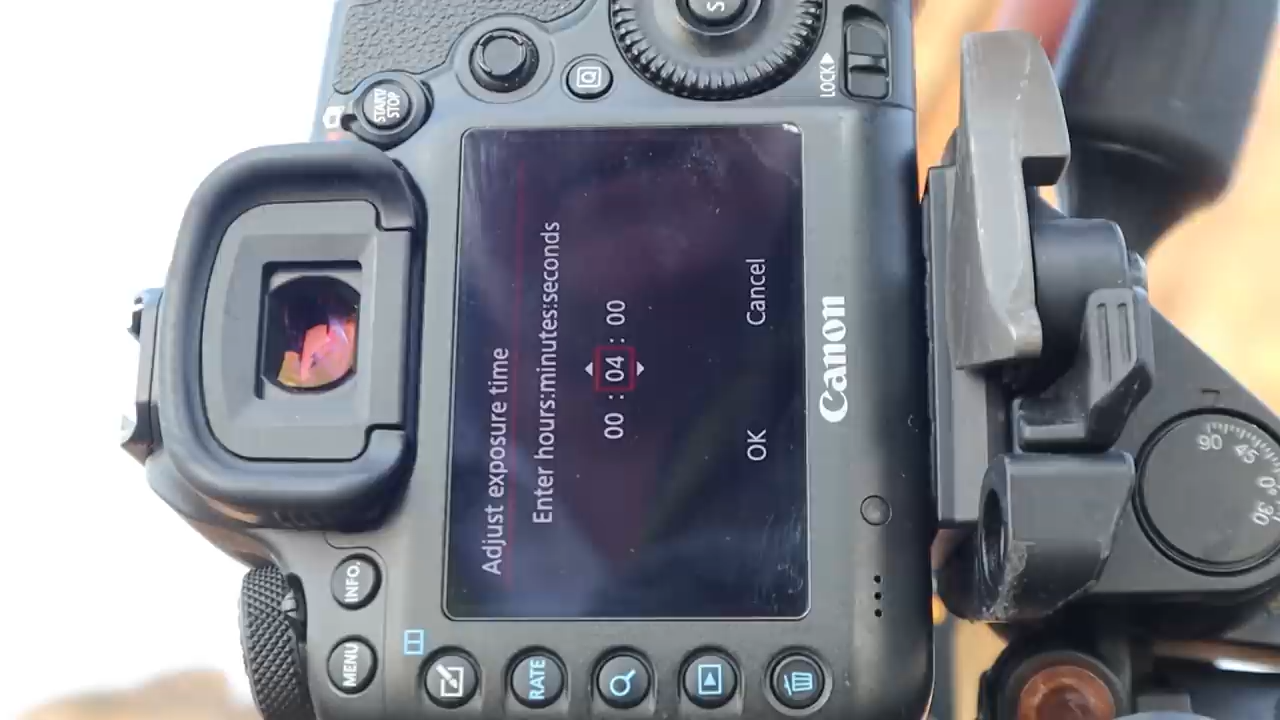 Adjust exposure time
Enter hours:minutes:seconds
00 : 04 : 00
OK
Cancel
Canon
MENU
INFO.
START/
STOP
Q
LOCK▶
RATE
90
45
0°
30